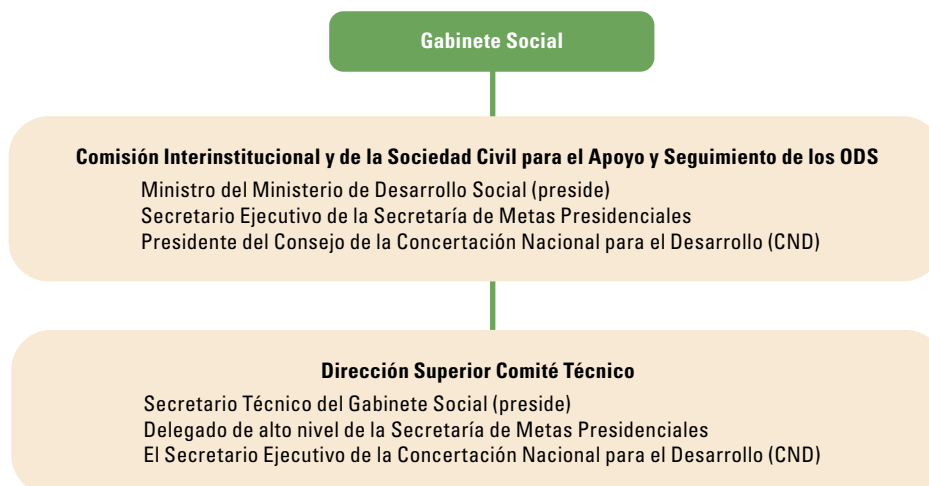 Gabinete Social
Comisión Interinstitucional y de la Sociedad Civil para el Apoyo y Seguimiento de los ODS
Ministro del Ministerio de Desarrollo Social (preside)
Secretario Ejecutivo de la Secretaría de Metas Presidenciales
Presidente del Consejo de la Concertación Nacional para el Desarrollo (CND)
Dirección Superior Comité Técnico
Secretario Técnico del Gabinete Social (preside)
Delegado de alto nivel de la Secretaría de Metas Presidenciales
El Secretario Ejecutivo de la Concertación Nacional para el Desarrollo (CND)